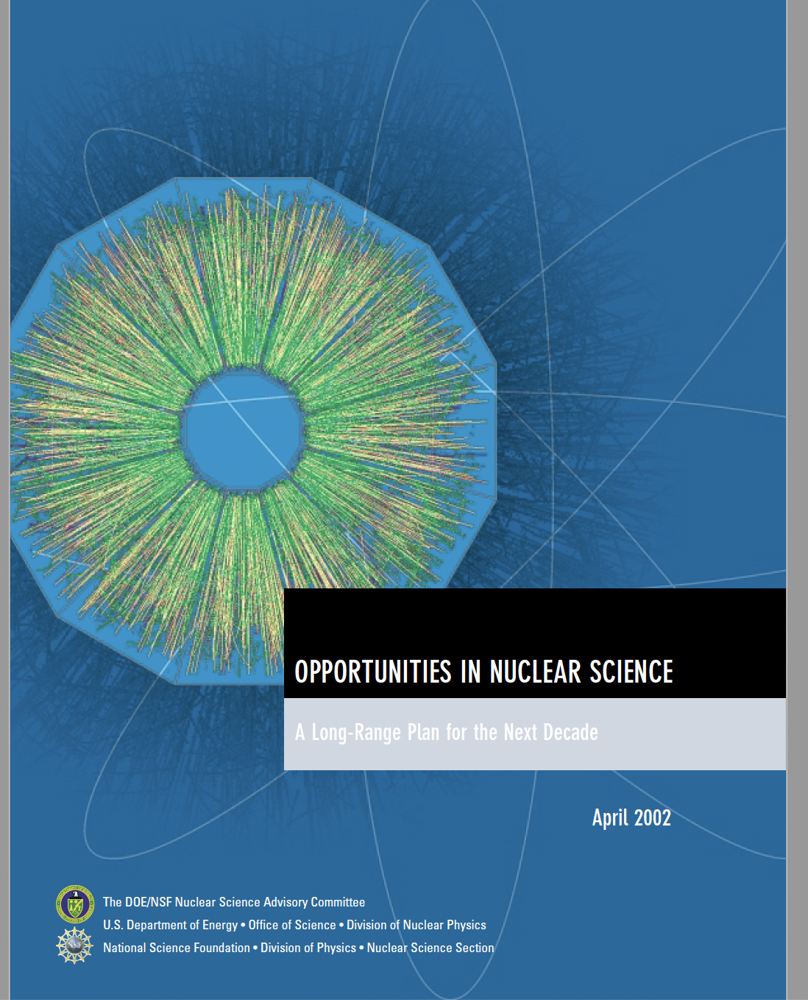 OPPORTUNITIES IN NUCLEAR SCIENCE
A Long-Range Plan for the Next Decade
April 2002
The DOE/NSF Nuclear Science Advisory Committee
U.S. Department of Energy • Office of Science • Division of Nuclear Physics
National Science Foundation • Division of Physics • Nuclear Science Section